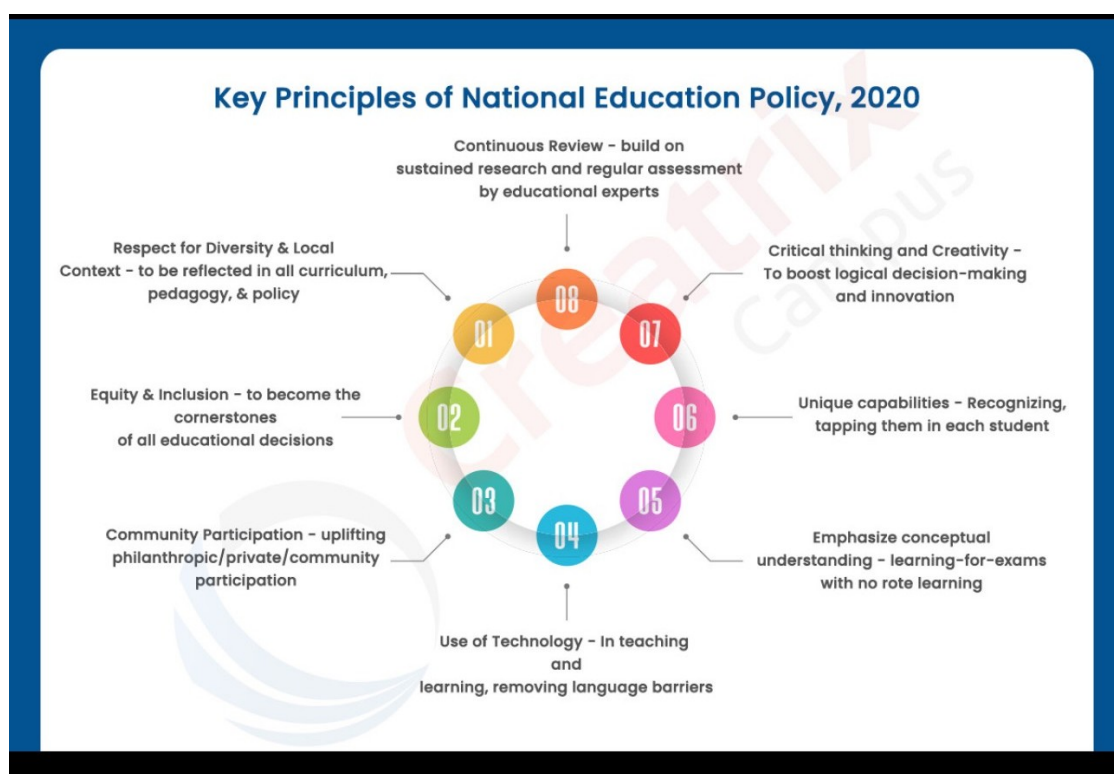 Key Principles of National Education Policy, 2020
Continuous Review - build on
sustained research and regular assessment
by educational experts
Respect for Diversity & Local
Context - to be reflected in all curriculum,
pedagogy, & policy
Critical thinking and Creativity -
To boost logical decision-making
and innovation
08
01
07
Equity & Inclusion - to become the
cornerstones
of all educational decisions
02
06
Unique capabilities - Recognizing,
tapping them in each student
03
05
04
Community Participation - uplifting
philanthropic/private/community
participation
Emphasize conceptual
understanding - learning-for-exams
with no rote learning
Use of Technology - In teaching
and
learning, removing language barriers
Creatrix
Campus